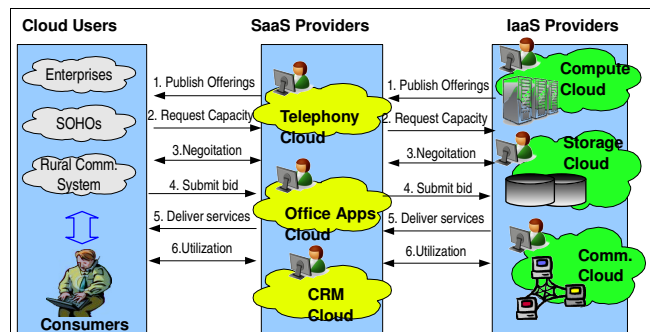 Cloud Users
SaaS Providers
IaaS Providers
Enterprises
SOHOs
Rural Comm.
System
Consumers
1. Publish Offerings
2. Request Capacity
3.Negoitation
4. Submit bid
5. Deliver services
6.Utilization
Telephony
Cloud
Office Apps
Cloud
CRM
Cloud
1. Publish Offerings
2. Request Capacity
3.Negoitation
4. Submit bid
5. Deliver services
6.Utilization
Compute
Cloud
Storage
Cloud
Comm.
Cloud